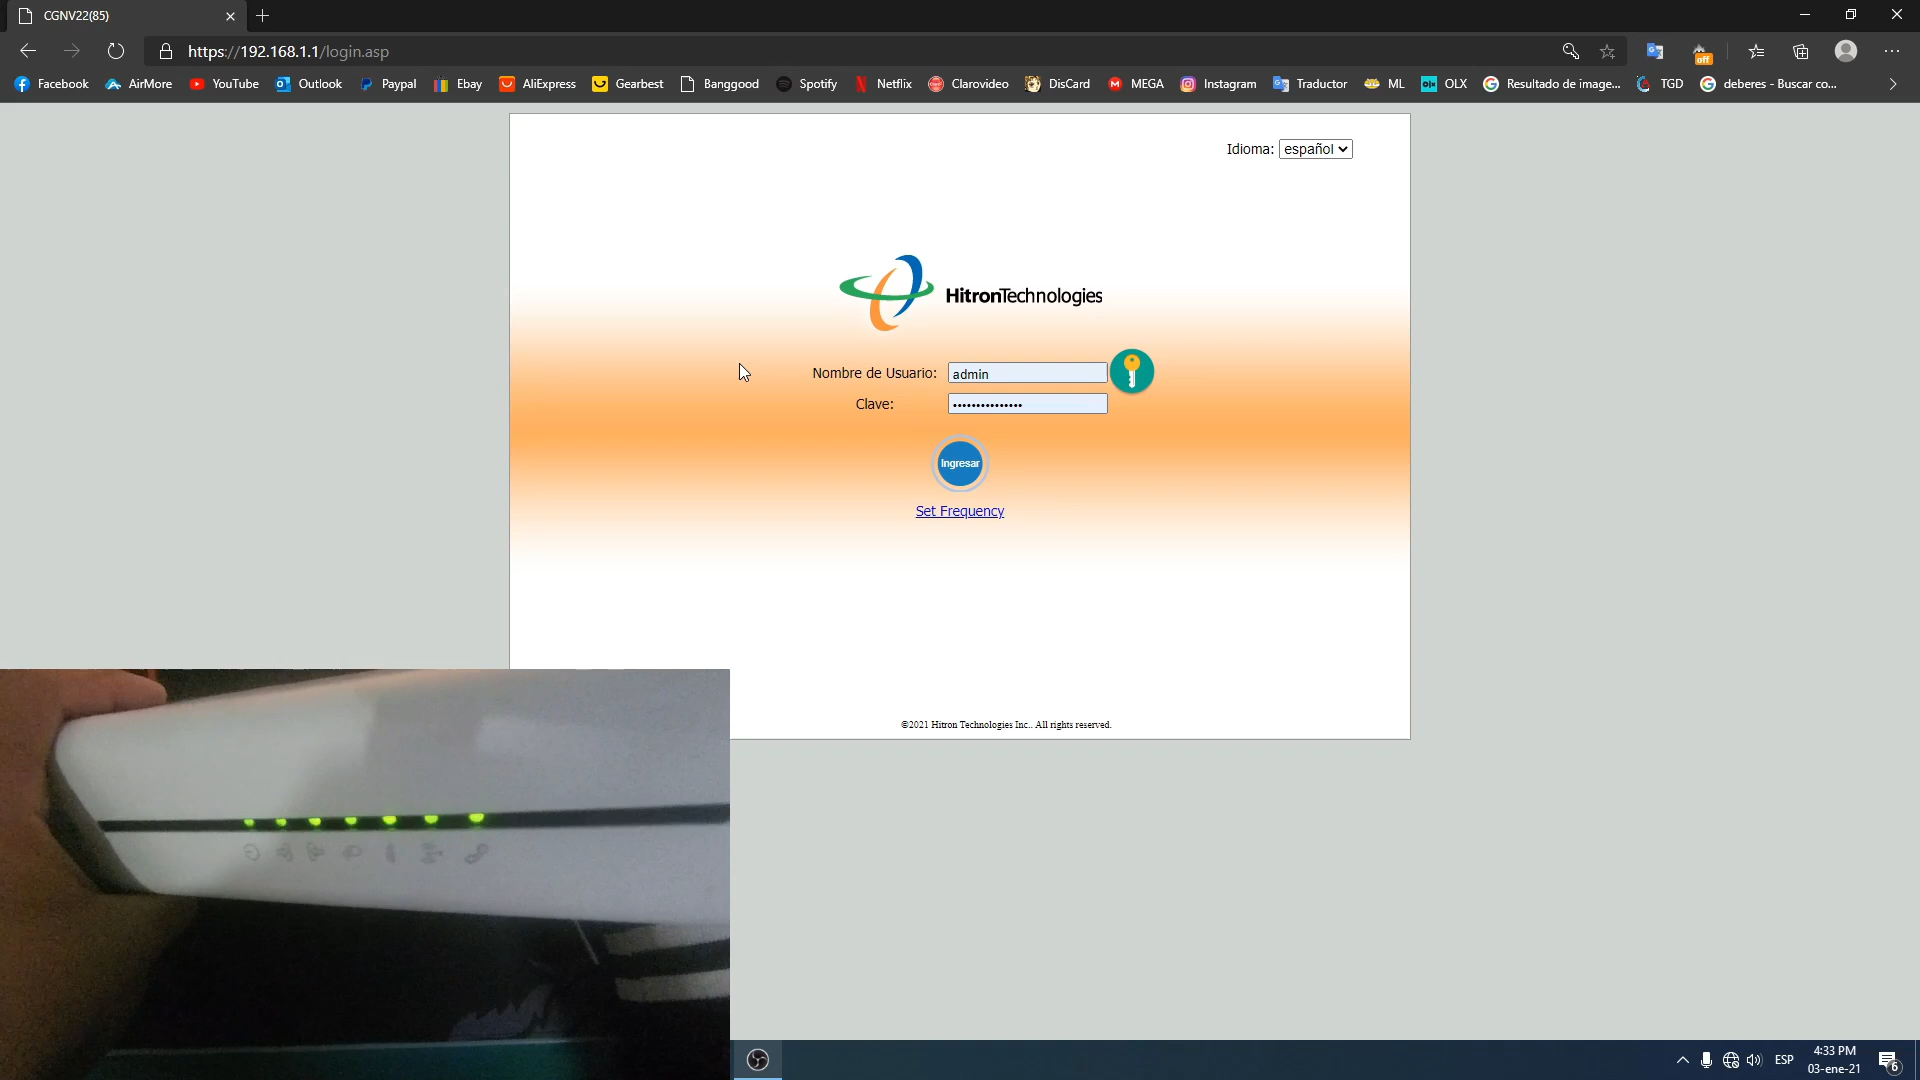 CGNV22(85)
https://192.168.1.1/login.asp
off
Facebook
AirMore
YouTube
Outlook
Paypal
Ebay
AliExpress
Gearbest
Banggood
Spotify
Netflix
Clarovideo
DisCard
MEGA
Instagram
Traductor
ML
OLX
Resultado de image...
TGD
deberes - Buscar co...
Idioma: español
HitronTechnologies
Nombre de Usuario: admin
Clave: •••••••••••••••
Ingresar
Set Frequency
©2021 Hitron Technologies Inc.. All rights reserved.
ESP
4:33 PM
03-ene-21
6